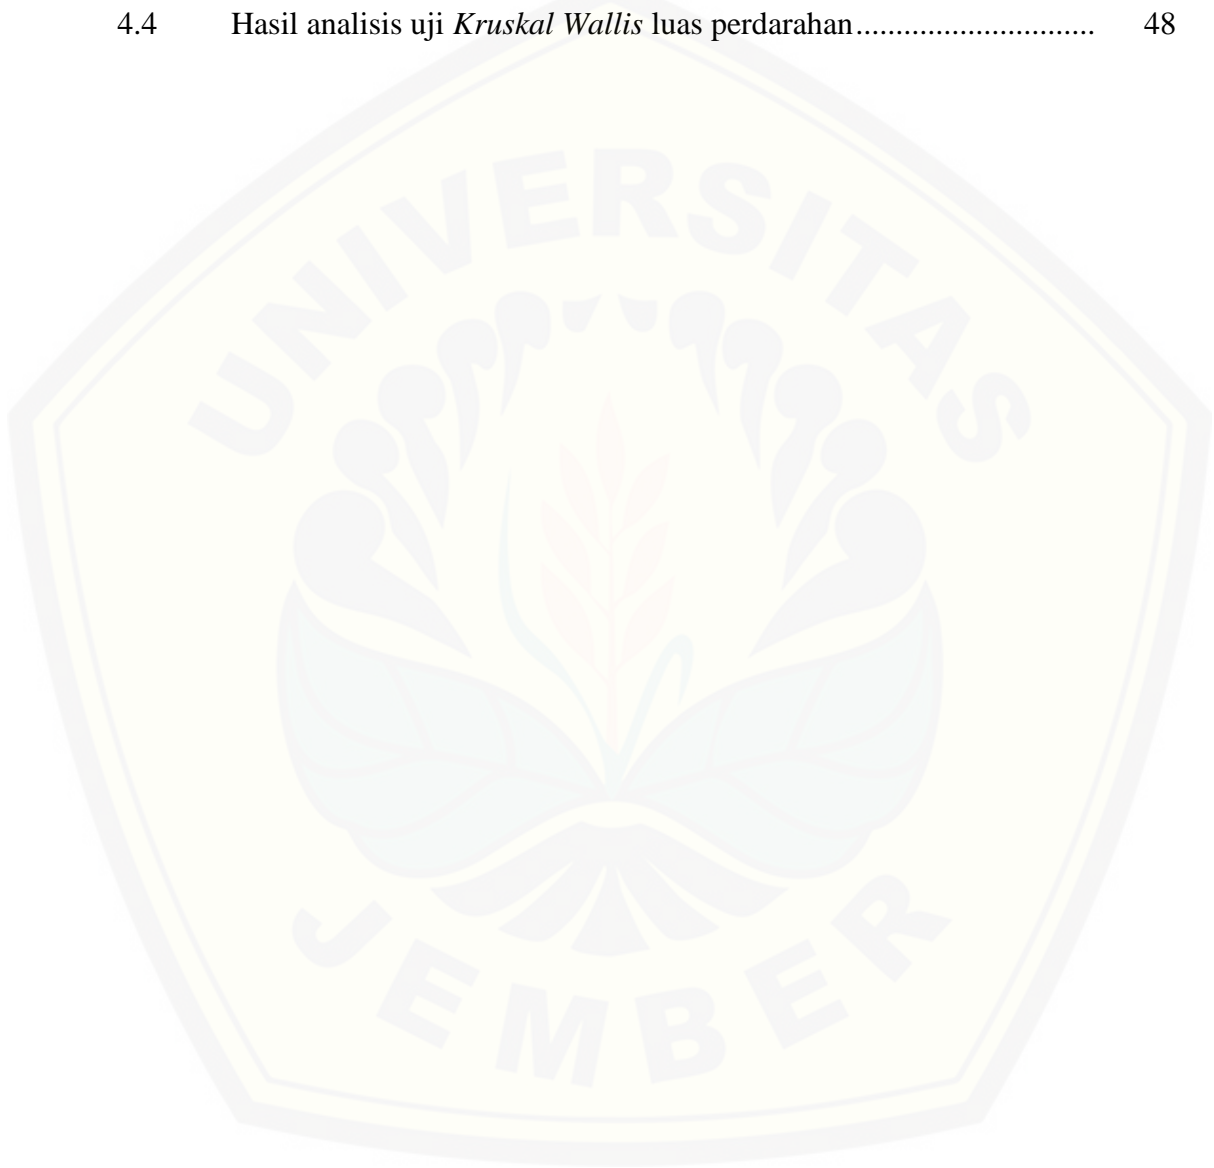 4.4 Hasil analisis uji Kruskal Wallis luas perdarahan.............................. 48
UNIVERSITAS
JEMBER